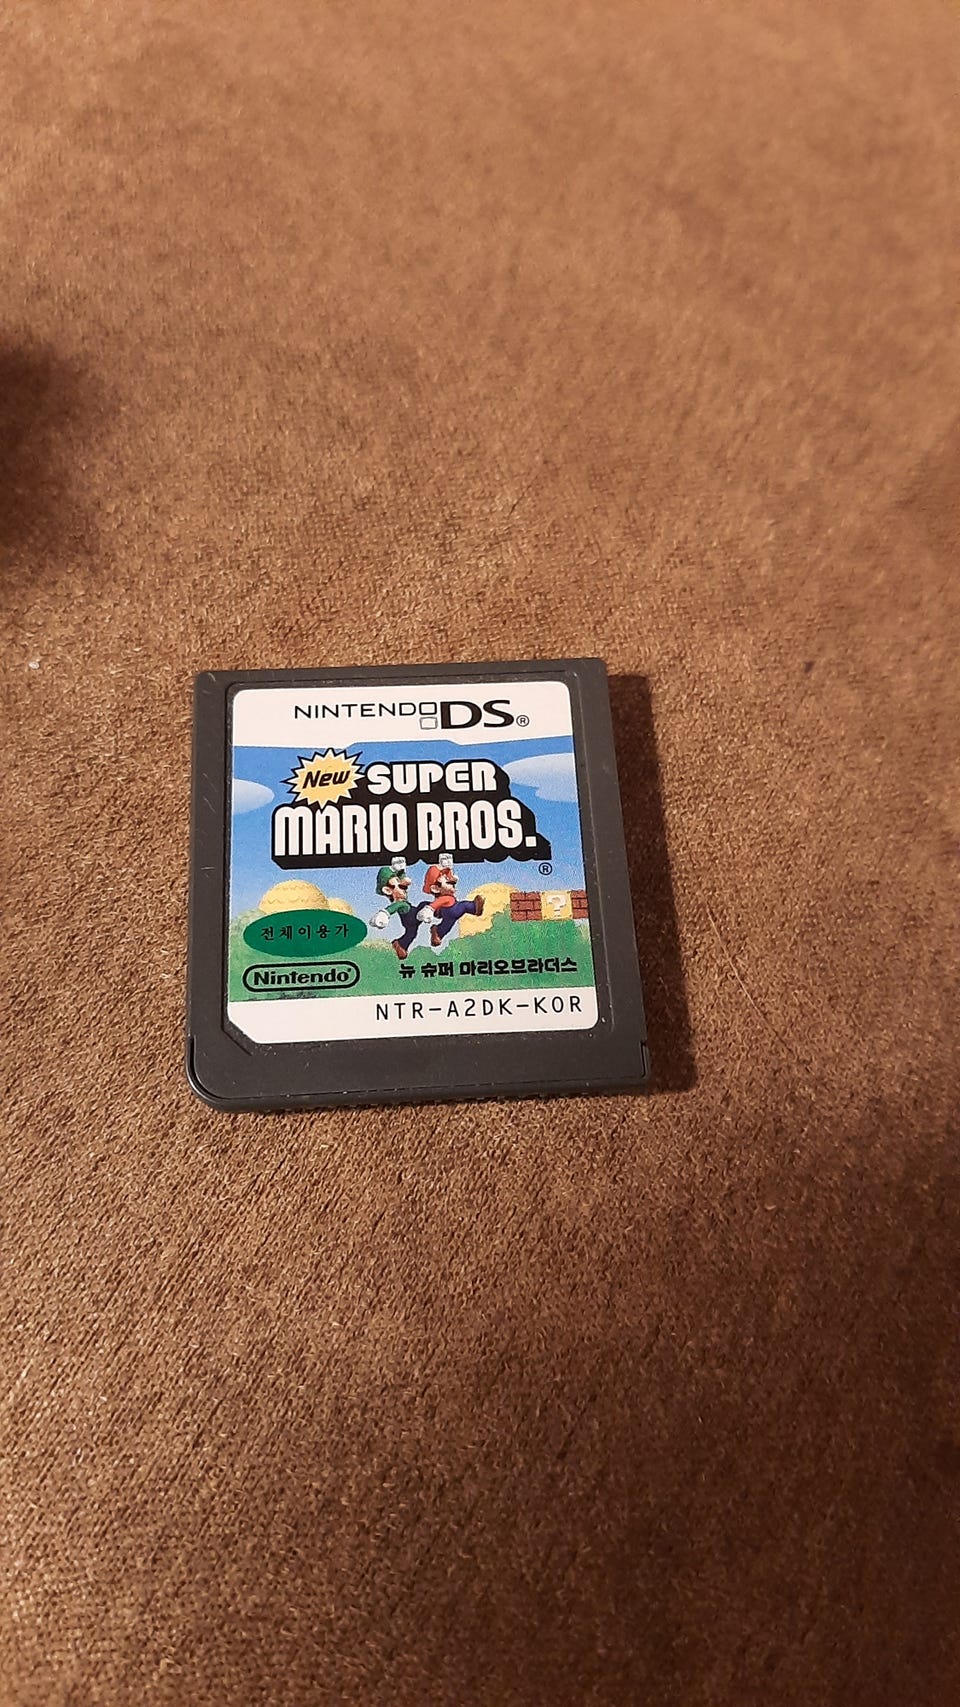 NINTENDO DS®
New SUPER
MARIO BROS.
®
?
전체이용가
Nintendo®
뉴 슈퍼 마리오브라더스
NTR-A2DK-KOR